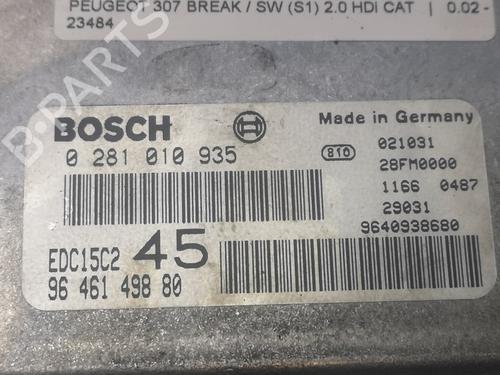 PEUGEOT 307 BREAK / SW (S1) 2.0 HDi CAT | 0.02 -
23484
B-PARTS
BOSCH
Made in Germany
0 281 010 935
810
021031
28FM0000
1166 0487
29031
9640938680
EDC15C2 45
96 461 498 80